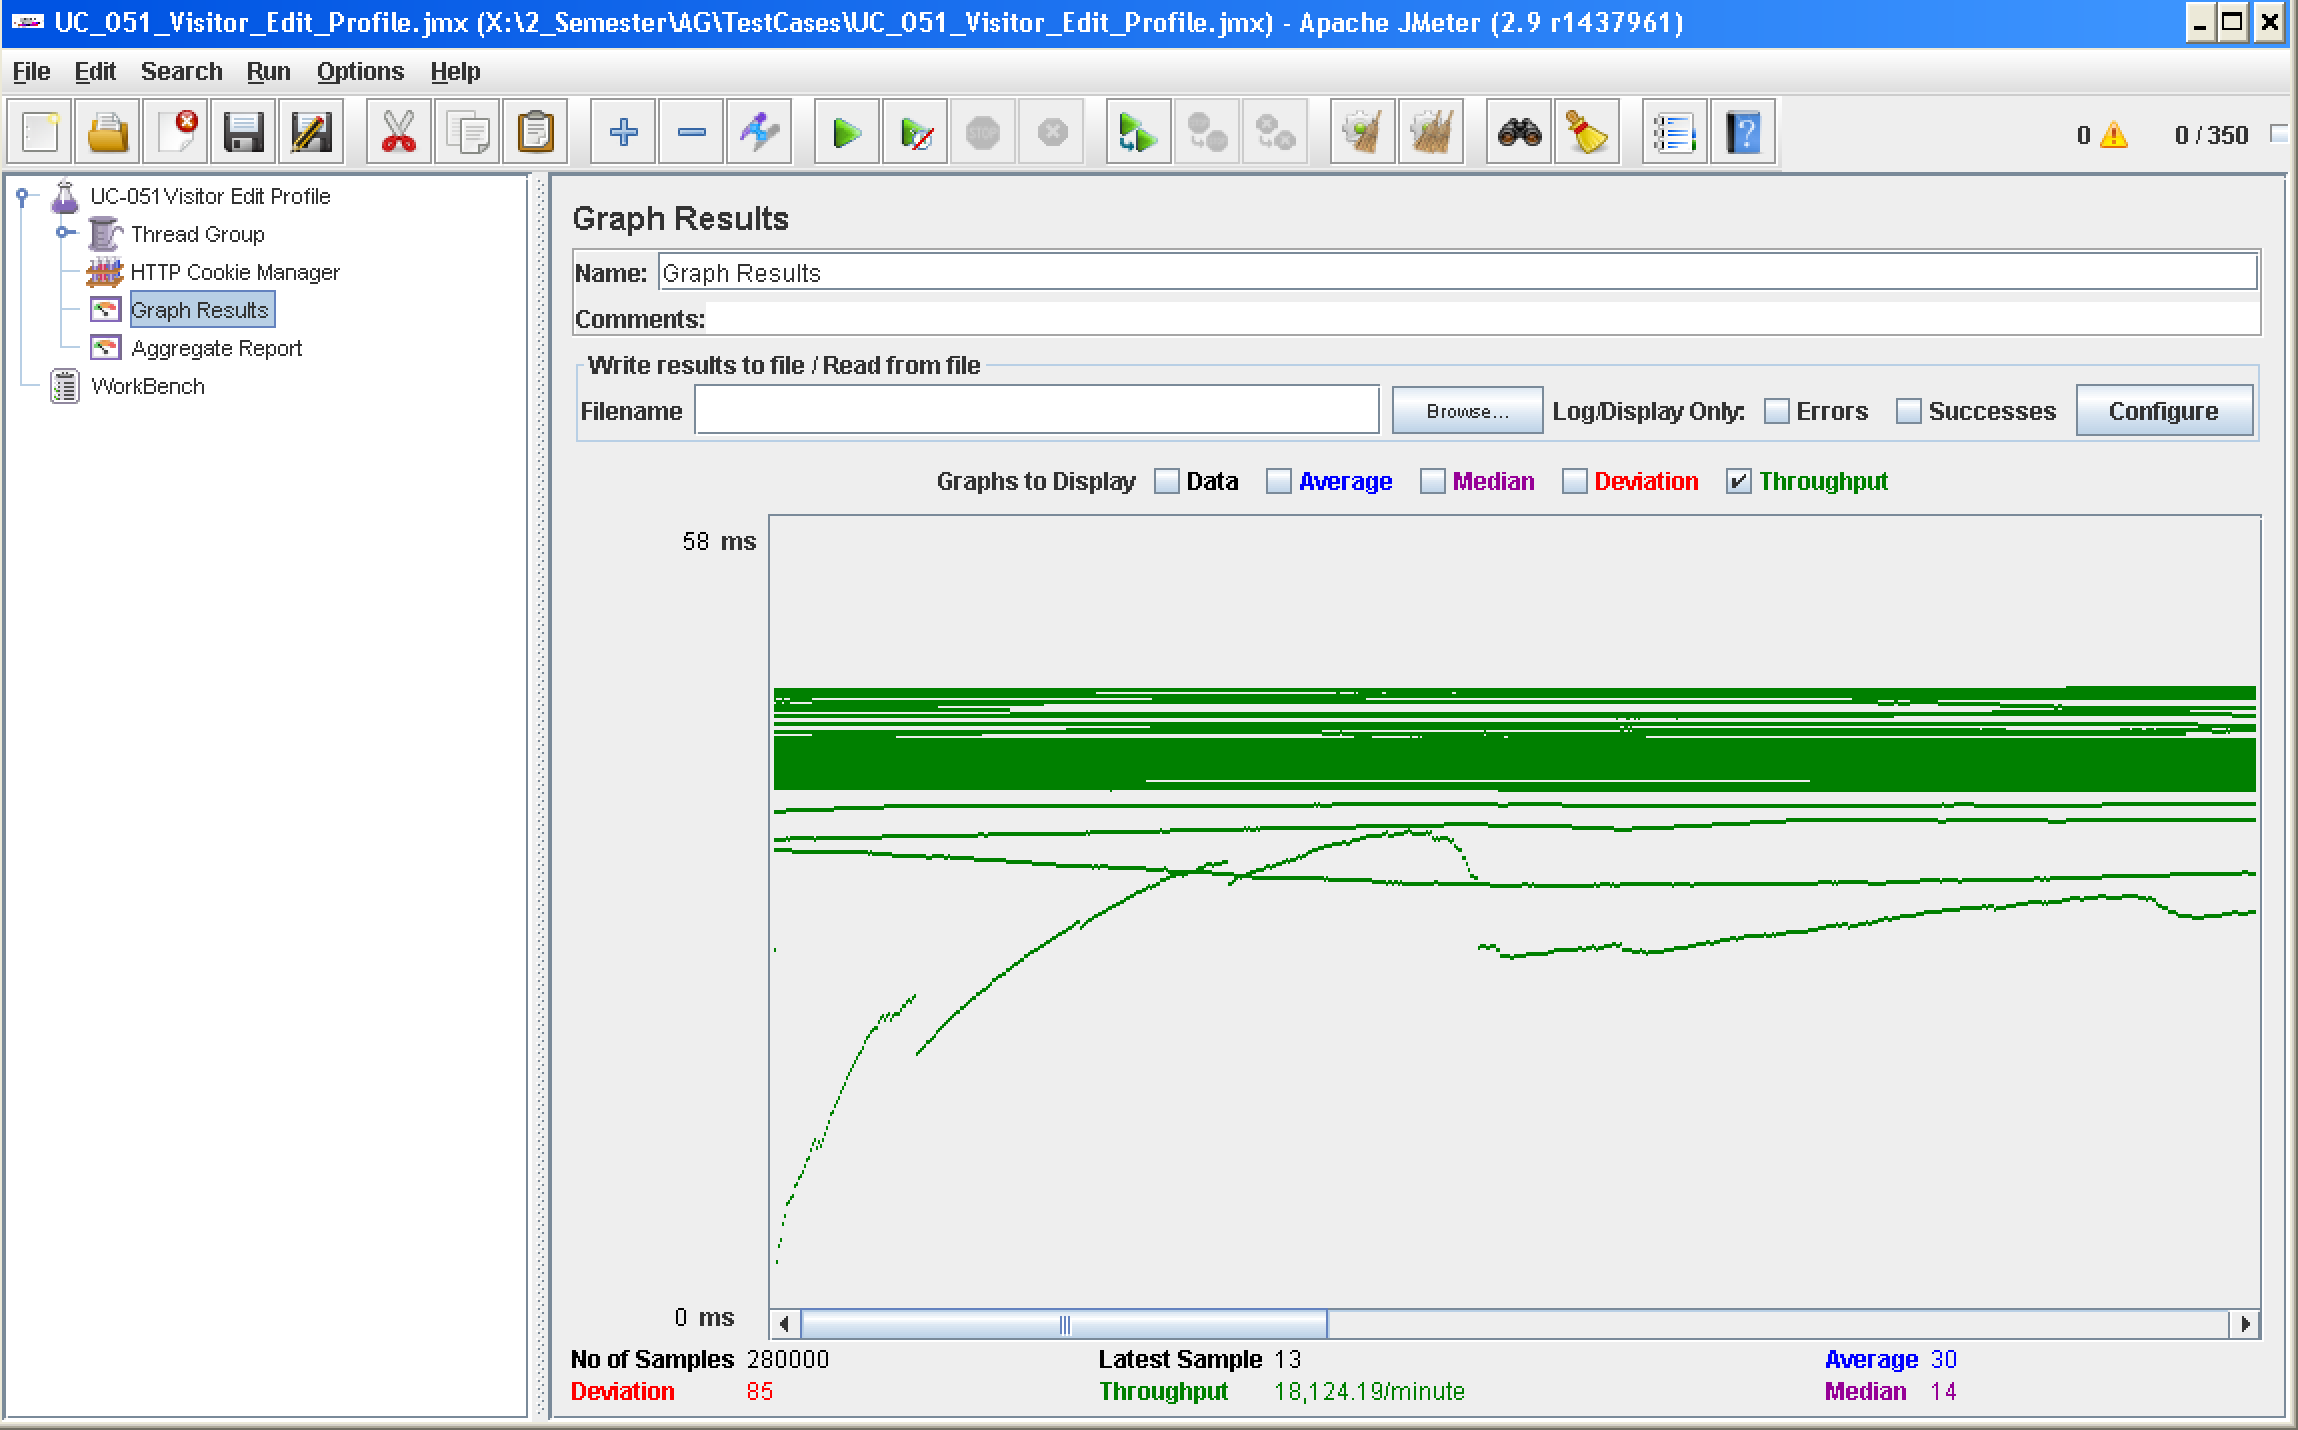 UC_051_Visitor_Edit_Profile.jmx (X:\2_Semester\AG\TestCases\UC_051_Visitor_Edit_Profile.jmx) - Apache JMeter (2.9 r1437961)
File Edit Search Run Options Help
STOP
0 0 / 350
UC-051 Visitor Edit Profile
Thread Group
HTTP Cookie Manager
Graph Results
Aggregate Report
WorkBench
Graph Results
Name: Graph Results
Comments:
Write results to file / Read from file
Filename Browse... Log/Display Only: Errors Successes Configure
Graphs to Display Data Average Median Deviation Throughput
58 ms
0 ms
No of Samples 280000 Latest Sample 13 Average 30
Deviation 85 Throughput 18,124.19/minute Median 14